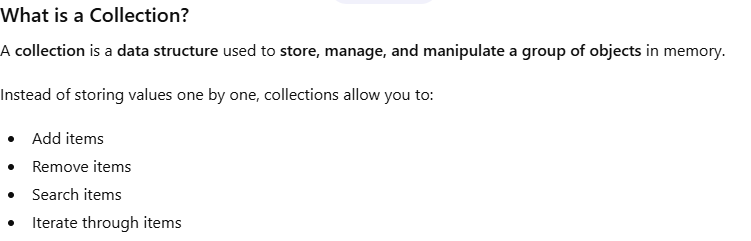 What is a Collection?
A collection is a data structure used to store, manage, and manipulate a group of objects in memory.
Instead of storing values one by one, collections allow you to:
• Add items
• Remove items
• Search items
• Iterate through items